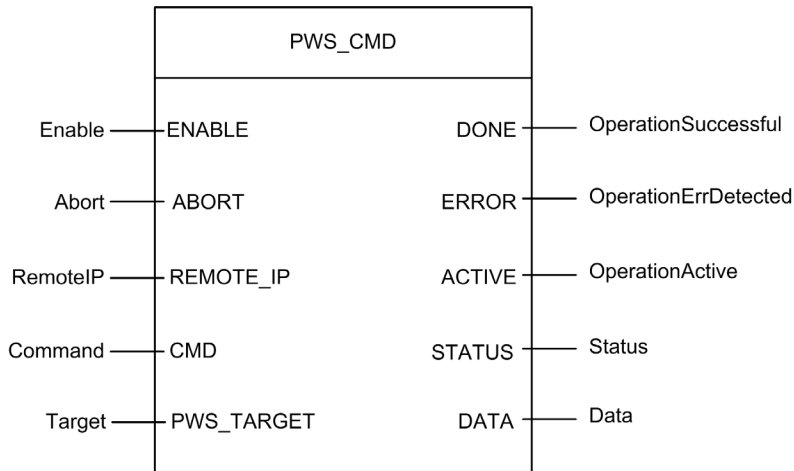 PWS_CMD
Enable ENABLE DONE OperationSuccessful
Abort ABORT ERROR OperationErrDetected
RemoteIP REMOTE_IP ACTIVE OperationActive
Command CMD STATUS Status
Target PWS_TARGET DATA Data